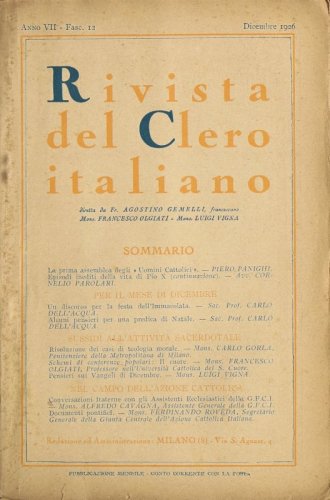 ANNO VII - FASC. 12
Dicembre 1926
Rivista
del Clero
italiano
diretta da Fr. AGOSTINO GEMELLI, francescano
Mons. FRANCESCO OLGIATI - Mons. LUIGI VIGNA
SOMMARIO
La prima assemblea degli « Uomini Cattolici ». — PIERO PANIGHI.
Episodi inediti della vita di Pio X (continuazione). — Avv. COR-
NELIO PAROLARI.
PER IL MESE DI DICEMBRE
Un discorso per la festa dell'Immacolata. — Sac. Prof. CARLO
DELL'ACQUA.
Alcuni pensieri per una predica di Natale. — Sac. Prof. CARLO
DELL'ACQUA.
SUSSIDI ALL'ATTIVITÀ SACERDOTALE
Risoluzione dei casi di teologia morale. — Mons. CARLO GORLA,
Penitenziere della Metropolitana di Milano.
Schemi di conferenze popolari: Il cuore d — Mons. FRANCESCO
OLGIATI, Professore nell'Università Cattolica del S. Cuore.
Pensieri sui Vangeli di Dicembre. — Mons. LUIGI VIGNA.
NEL CAMPO DELL'AZIONE CATTOLICA
Conversazioni fraterne con gli Assistenti Ecclesiastici della G.F.C.I.
— Mons. ALFREDO CAVAGNA, Assistente Generale della G.F.C.I.
Documenti pontifici. — Mons. FERDINANDO ROVEDA, Segretario
Generale della Giunta Centrale dell'Azione Cattolica Italiana.
Redazione ed Amministrazione: MILANO (8) - Via S. Agnese, 4
PUBBLICAZIONE MENSILE - CONTO CORRENTE CON LA POSTA